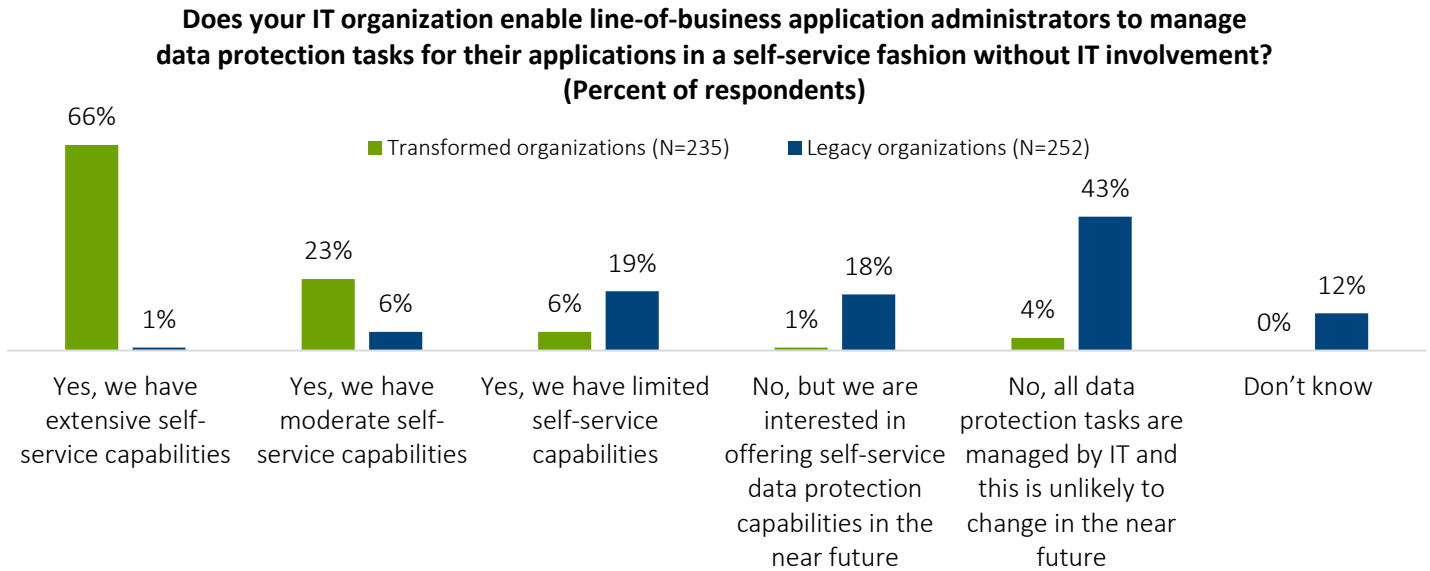 Does your IT organization enable line-of-business application administrators to manage
data protection tasks for their applications in a self-service fashion without IT involvement?
(Percent of respondents)
Transformed organizations (N=235)
Legacy organizations (N=252)
66%
1%
23%
6%
6%
19%
1%
18%
4%
43%
0%
12%
Yes, we have
extensive self-
service capabilities
Yes, we have
moderate self-
service capabilities
Yes, we have limited
self-service
capabilities
No, but we are
interested in
offering self-service
data protection
capabilities in the
near future
No, all data
protection tasks are
managed by IT and
this is unlikely to
change in the near
future
Don’t know